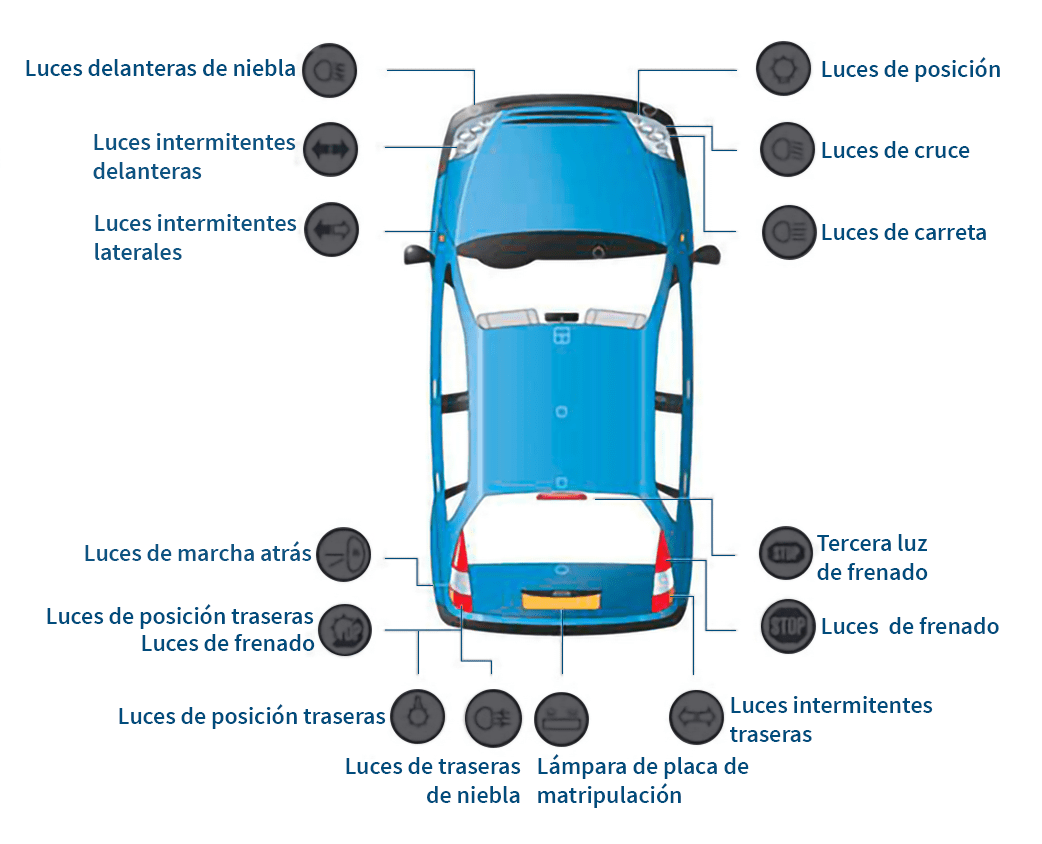 Luces delanteras de niebla
Luces de posición
Luces intermitentes
delanteras
Luces de cruce
Luces intermitentes
laterales
Luces de carreta
Luces de marcha atrás
STOP
Tercera luz
de frenado
Luces de posición traseras
Luces de frenado
STOP
Luces de frenado
Luces de posición traseras
Luces intermitentes
traseras
Luces de traseras
de niebla
Lámpara de placa de
matripulación